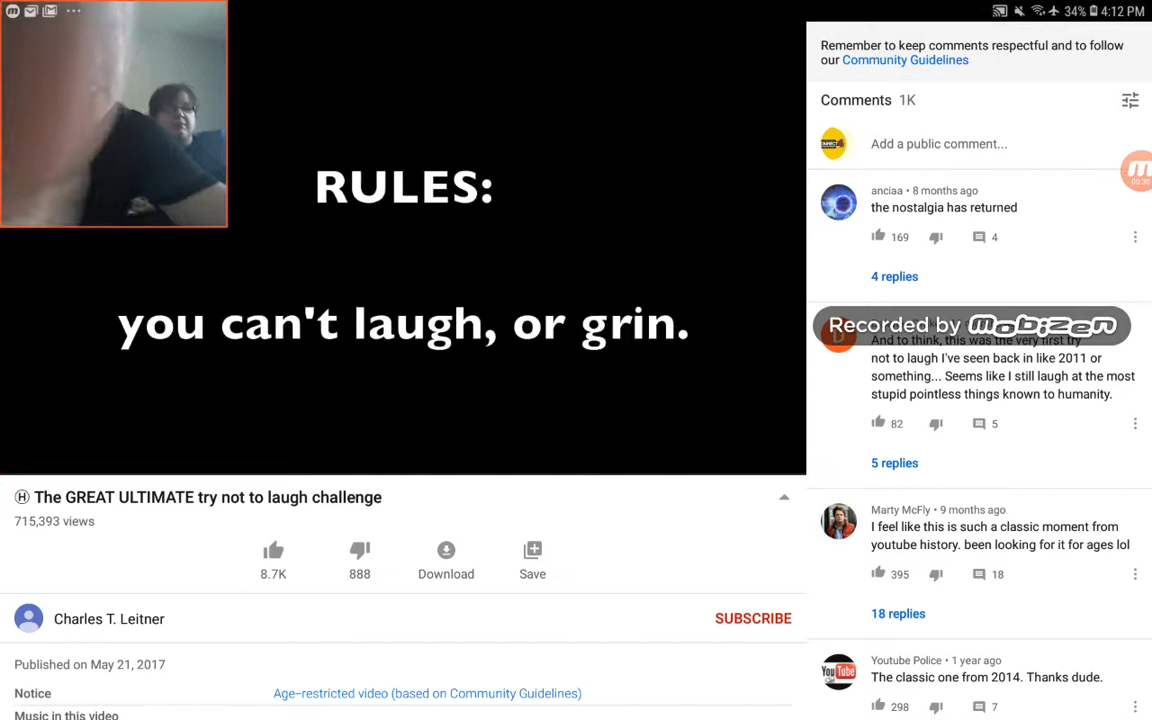 34% 4:12 PM
RULES:
you can't laugh, or grin.
Ⓗ The GREAT ULTIMATE try not to laugh challenge
715,393 views
8.7K 888 Download Save
Charles T. Leitner SUBSCRIBE
Published on May 21, 2017
Notice Age-restricted video (based on Community Guidelines)
Music in this video
Remember to keep comments respectful and to follow
our Community Guidelines
Comments 1K
Add a public comment...
00:30
anciaa • 8 months ago
the nostalgia has returned
169 4
4 replies
Recorded by mobizen
And to think, this was the very first try
not to laugh I've seen back in like 2011 or
something... Seems like I still laugh at the most
stupid pointless things known to humanity.
82 5
5 replies
Marty McFly • 9 months ago
I feel like this is such a classic moment from
youtube history. been looking for it for ages lol
395 18
18 replies
Youtube Police • 1 year ago
The classic one from 2014. Thanks dude.
298 7